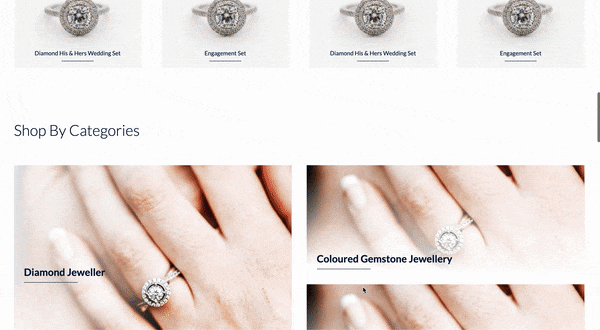 Diamond His & Hers Wedding Set
Engagement Set
Diamond His & Hers Wedding Set
Engagement Set
Shop By Categories
Diamond Jeweller
Coloured Gemstone Jewellery